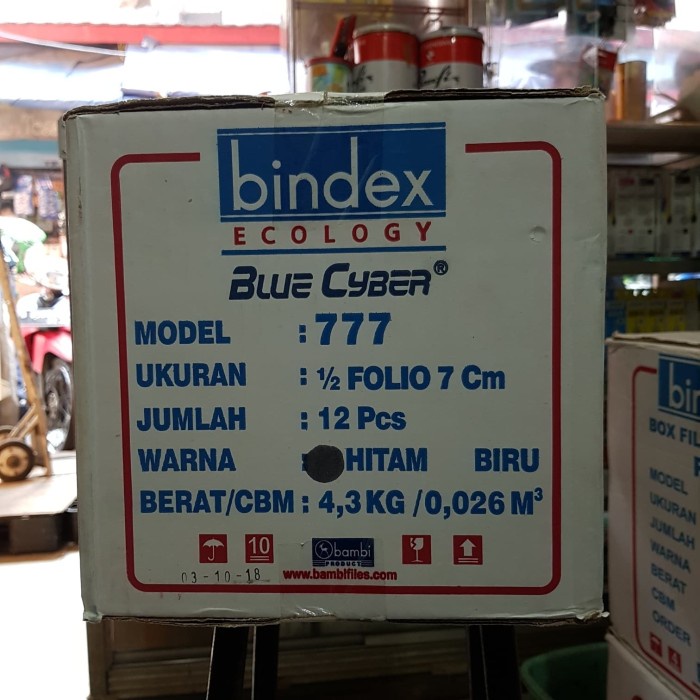 bindex
ECOLOGY
BLUE CYBER®
MODEL : 777
UKURAN : ½ FOLIO 7 Cm
JUMLAH : 12 Pcs
WARNA : HITAM BIRU
BERAT/CBM : 4,3 KG / 0,026 M³
10
bambi
PRODUCT
03-10-18
www.bambifiles.com
bin
BOX FIL
MODEL
UKURAN
JUMLAH
WARNA
BERAT
CBM
ORDER
4